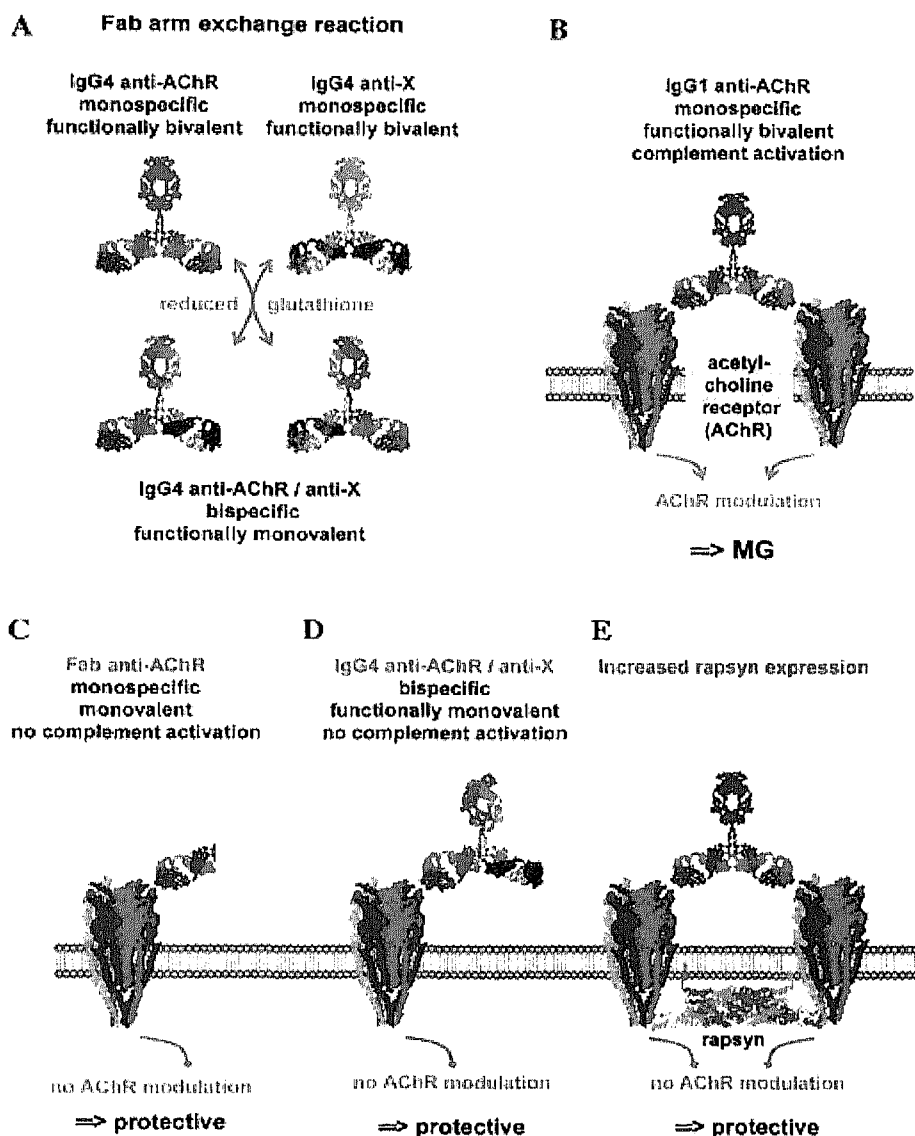 A
Fab arm exchange reaction
IgG4 anti-AChR
monospecific
functionally bivalent
IgG4 anti-X
monospecific
functionally bivalent
reduced glutathione
IgG4 anti-AChR / anti-X
bispecific
functionally monovalent
B
IgG1 anti-AChR
monospecific
functionally bivalent
complement activation
acetyl-
choline
receptor
(AChR)
AChR modulation
=> MG
C
Fab anti-AChR
monospecific
monovalent
no complement activation
no AChR modulation
=> protective
D
IgG4 anti-AChR / anti-X
bispecific
functionally monovalent
no complement activation
no AChR modulation
=> protective
E
Increased rapsyn expression
rapsyn
no AChR modulation
=> protective